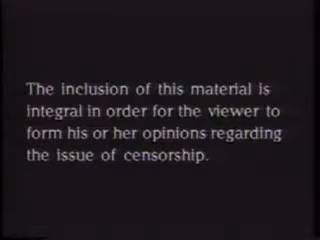 The inclusion of this material is
integral in order for the viewer to
form his or her opinions regarding
the issue of censorship.